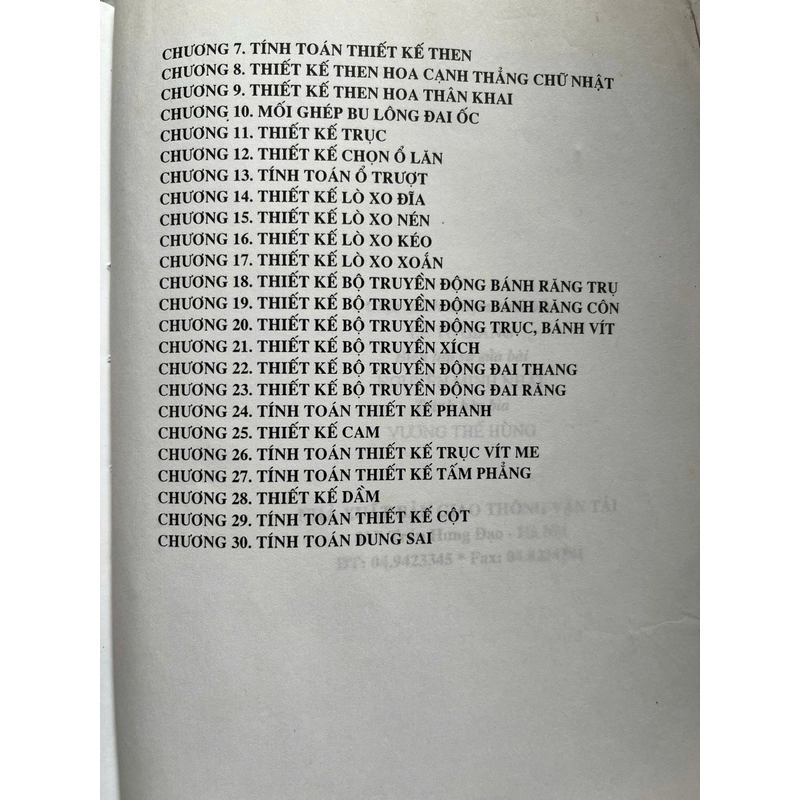 CHƯƠNG 7. TÍNH TOÁN THIẾT KẾ THEN
CHƯƠNG 8. THIẾT KẾ THEN HOA CẠNH THẲNG CHỮ NHẬT
CHƯƠNG 9. THIẾT KẾ THEN HOA THÂN KHAI
CHƯƠNG 10. MỐI GHÉP BU LÔNG ĐAI ỐC
CHƯƠNG 11. THIẾT KẾ TRỤC
CHƯƠNG 12. THIẾT KẾ CHỌN Ổ LĂN
CHƯƠNG 13. TÍNH TOÁN Ổ TRƯỢT
CHƯƠNG 14. THIẾT KẾ LÒ XO ĐĨA
CHƯƠNG 15. THIẾT KẾ LÒ XO NÉN
CHƯƠNG 16. THIẾT KẾ LÒ XO KÉO
CHƯƠNG 17. THIẾT KẾ LÒ XO XOẮN
CHƯƠNG 18. THIẾT KẾ BỘ TRUYỀN ĐỘNG BÁNH RĂNG TRỤ
CHƯƠNG 19. THIẾT KẾ BỘ TRUYỀN ĐỘNG BÁNH RĂNG CÔN
CHƯƠNG 20. THIẾT KẾ BỘ TRUYỀN ĐỘNG TRỤC, BÁNH VÍT
CHƯƠNG 21. THIẾT KẾ BỘ TRUYỀN XÍCH
CHƯƠNG 22. THIẾT KẾ BỘ TRUYỀN ĐỘNG ĐAI THANG
CHƯƠNG 23. THIẾT KẾ BỘ TRUYỀN ĐỘNG ĐAI RĂNG
CHƯƠNG 24. TÍNH TOÁN THIẾT KẾ PHANH
CHƯƠNG 25. THIẾT KẾ CAM
VƯƠNG THẾ HÙNG
CHƯƠNG 26. TÍNH TOÁN THIẾT KẾ TRỤC VÍT ME
CHƯƠNG 27. TÍNH TOÁN THIẾT KẾ TẤM PHẲNG
CHƯƠNG 28. THIẾT KẾ DẦM
CHƯƠNG 29. TÍNH TOÁN THIẾT KẾ CỘT
CHƯƠNG 30. TÍNH TOÁN DUNG SAI